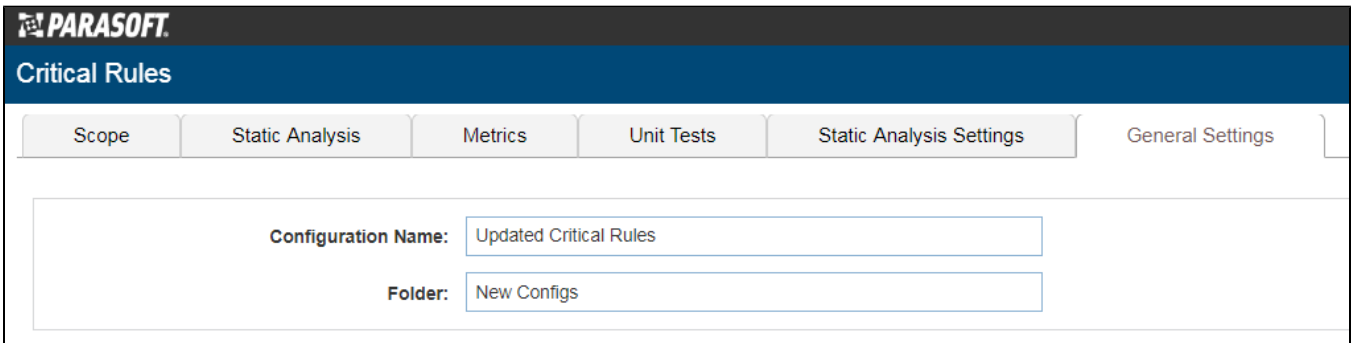 PARASOFT.
Critical Rules
Scope Static Analysis Metrics Unit Tests Static Analysis Settings General Settings
Configuration Name: Updated Critical Rules
Folder: New Configs